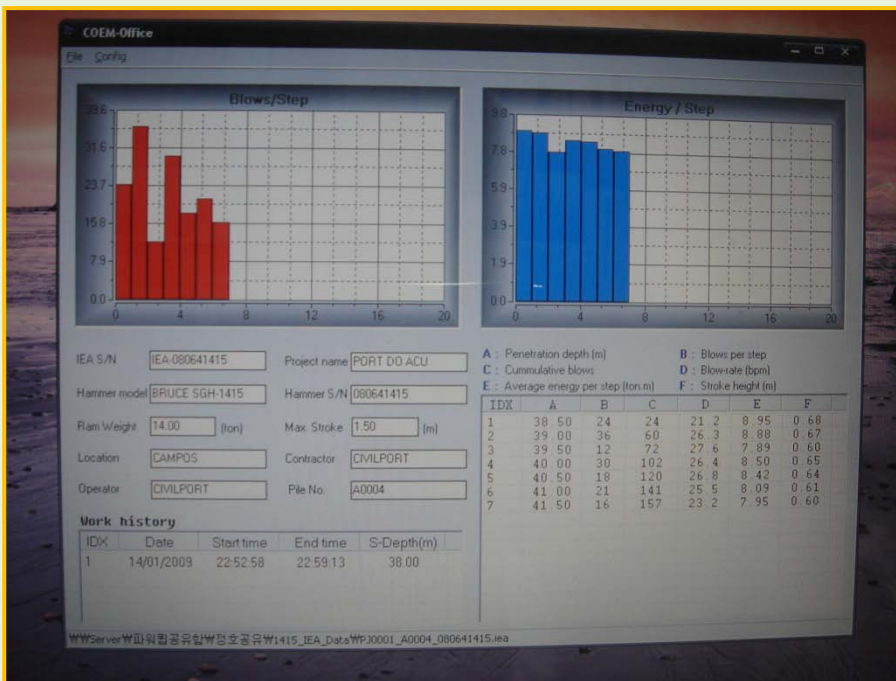 COEM-Office
File Config
Blows/Step
39.6
31.6
23.7
15.8
7.9
0.0
0 4 8 12 16 20
Energy / Step
9.8
7.8
5.9
3.9
1.9
0.0
0 4 8 12 16 20
IEA S/N IEA-080641415 Project name PORT DO ACU
Hammer model BRUCE SGH-1415 Hammer S/N 080641415
Ram Weight 14.00 (ton) Max. Stroke 1.50 (m)
Location CAMPOS Contractor CIVILPORT
Operator CIVILPORT Pile No. A0004
Work history
IDX Date Start time End time S-Depth(m)
1 14/01/2009 22:52:58 22:59:13 38.00
A : Penetration depth (m) B : Blows per step
C : Cummulative blows D : Blow-rate (bpm)
E : Average energy per step (ton.m) F : Stroke height (m)
IDX A B C D E F
1 38.50 24 24 21.2 8.95 0.68
2 39.00 36 60 26.3 8.88 0.67
3 39.50 12 72 27.6 7.89 0.60
4 40.00 30 102 26.4 8.50 0.65
5 40.50 18 120 26.8 8.42 0.64
6 41.00 21 141 25.5 8.09 0.61
7 41.50 16 157 23.2 7.95 0.60
₩₩Server₩파워큅공유함₩정호공유₩1415_IEA_Data₩PJ0001_A0004_080641415.iea